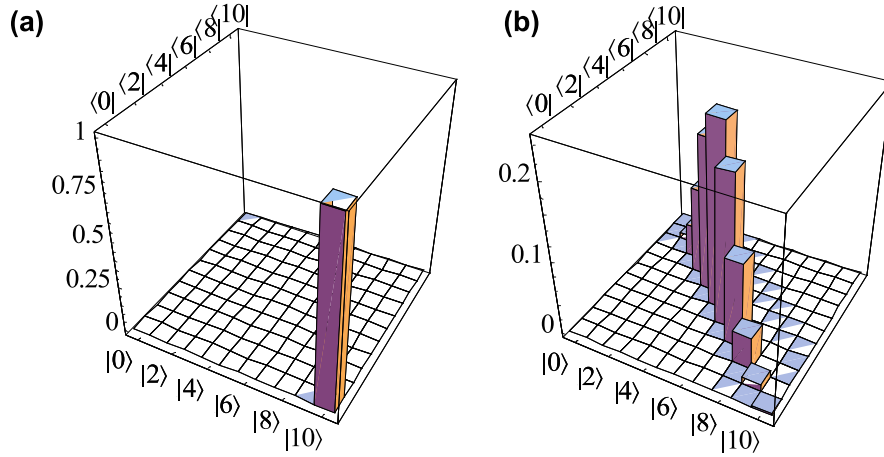 (a)
⟨0| ⟨2| ⟨4| ⟨6| ⟨8| ⟨10|
1
0.75
0.5
0.25
0
|0⟩ |2⟩ |4⟩ |6⟩ |8⟩ |10⟩
(b)
⟨0| ⟨2| ⟨4| ⟨6| ⟨8| ⟨10|
0.2
0.1
0
|0⟩ |2⟩ |4⟩ |6⟩ |8⟩ |10⟩